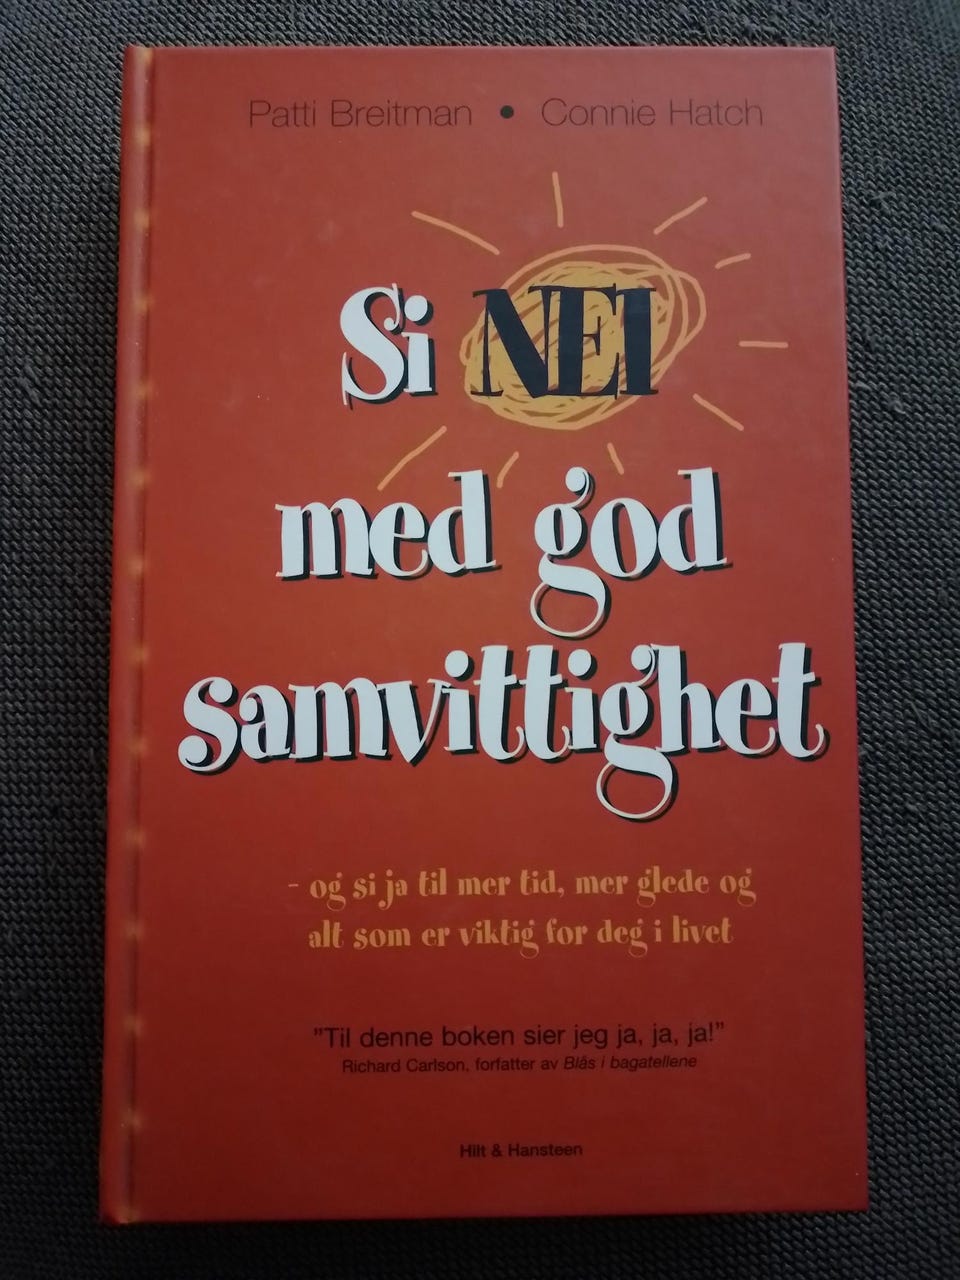 Patti Breitman • Connie Hatch
Si NEI
med god
samvittighet
- og si ja til mer tid, mer glede og
alt som er viktig for deg i livet
"Til denne boken sier jeg ja, ja, ja!"
Richard Carlson, forfatter av Blås i bagatellene
Hilt & Hansteen